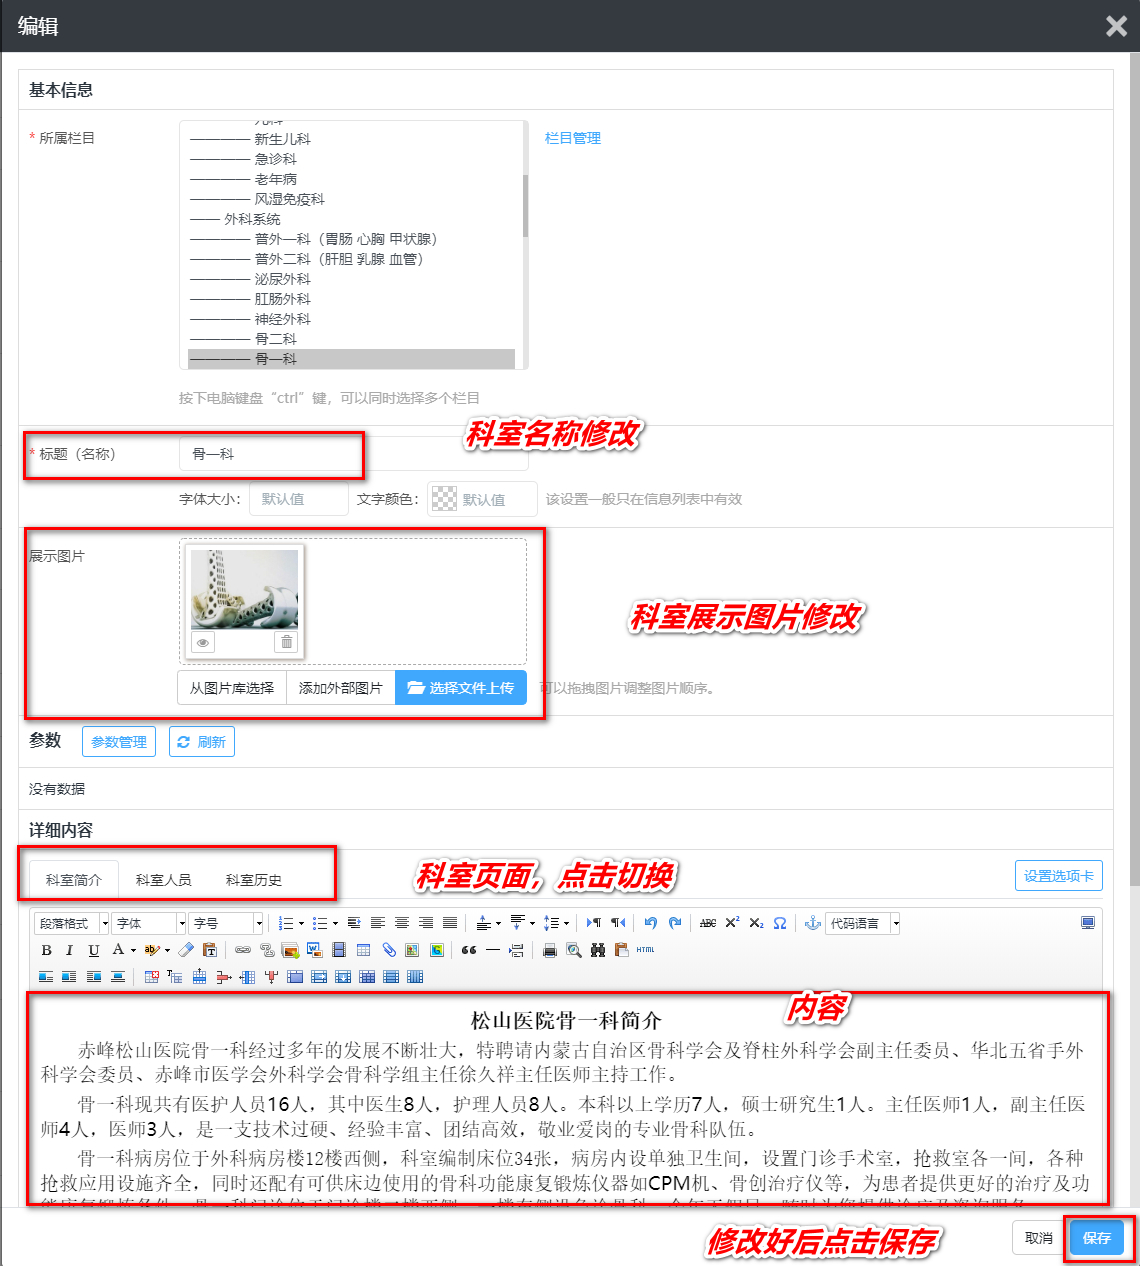 编辑
基本信息
* 所属栏目
———— 新生儿科
———— 急诊科
———— 老年病
———— 风湿免疫科
—— 外科系统
———— 普外一科（胃肠 心胸 甲状腺）
———— 普外二科（肝胆 乳腺 血管）
———— 泌尿外科
———— 肛肠外科
———— 神经外科
———— 骨二科
———— 骨一科
栏目管理
按下电脑键盘“ctrl”键，可以同时选择多个栏目
科室名称修改
* 标题（名称） 骨一科
字体大小： 默认值 文字颜色： 默认值 该设置一般只在信息列表中有效
展示图片
科室展示图片修改
从图片库选择 添加外部图片 选择文件上传 可以拖拽图片调整图片顺序。
参数 参数管理 刷新
没有数据
详细内容
科室简介 科室人员 科室历史 科室页面，点击切换 设置选项卡
段落格式 字体 字号 ABC X² X₂ Ω 代码语言
B I U A ab HTML
内容
松山医院骨一科简介
赤峰松山医院骨一科经过多年的发展不断壮大，特聘请内蒙古自治区骨科学会及脊柱外科学会副主任委员、华北五省手外
科学会委员、赤峰市医学会外科学会骨科学组主任徐久祥主任医师主持工作。
骨一科现共有医护人员16人，其中医生8人，护理人员8人。本科以上学历7人，硕士研究生1人。主任医师1人，副主任医
师4人，医师3人，是一支技术过硬、经验丰富、团结高效，敬业爱岗的专业骨科队伍。
骨一科病房位于外科病房楼12楼西侧，科室编制床位34张，病房内设单独卫生间，设置门诊手术室，抢救室各一间，各种
抢救应用设施齐全，同时还配有可供床边使用的骨科功能康复锻炼仪器如CPM机、骨创治疗仪等，为患者提供更好的治疗及功
修改好后点击保存
取消 保存